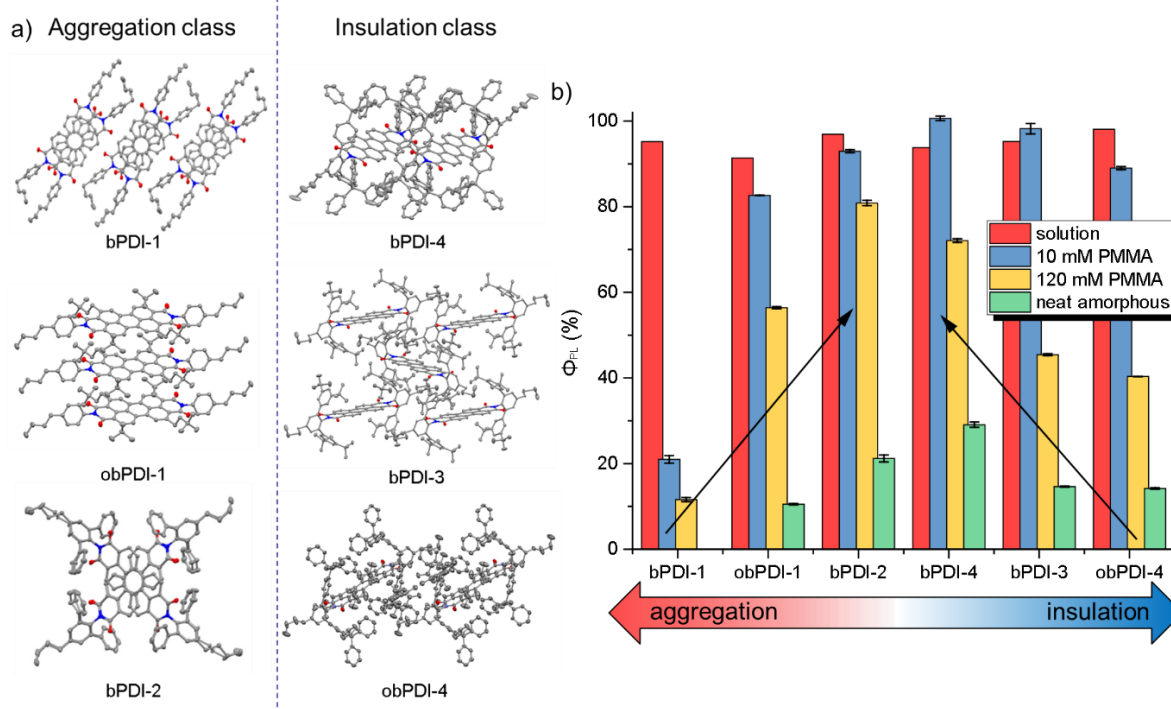 a)
Aggregation class
Insulation class
bPDI-1
bPDI-4
obPDI-1
bPDI-3
bPDI-2
obPDI-4
b)
ΦPL (%)
100
80
60
40
20
0
solution
10 mM PMMA
120 mM PMMA
neat amorphous
bPDI-1 obPDI-1 bPDI-2 bPDI-4 bPDI-3 obPDI-4
aggregation insulation